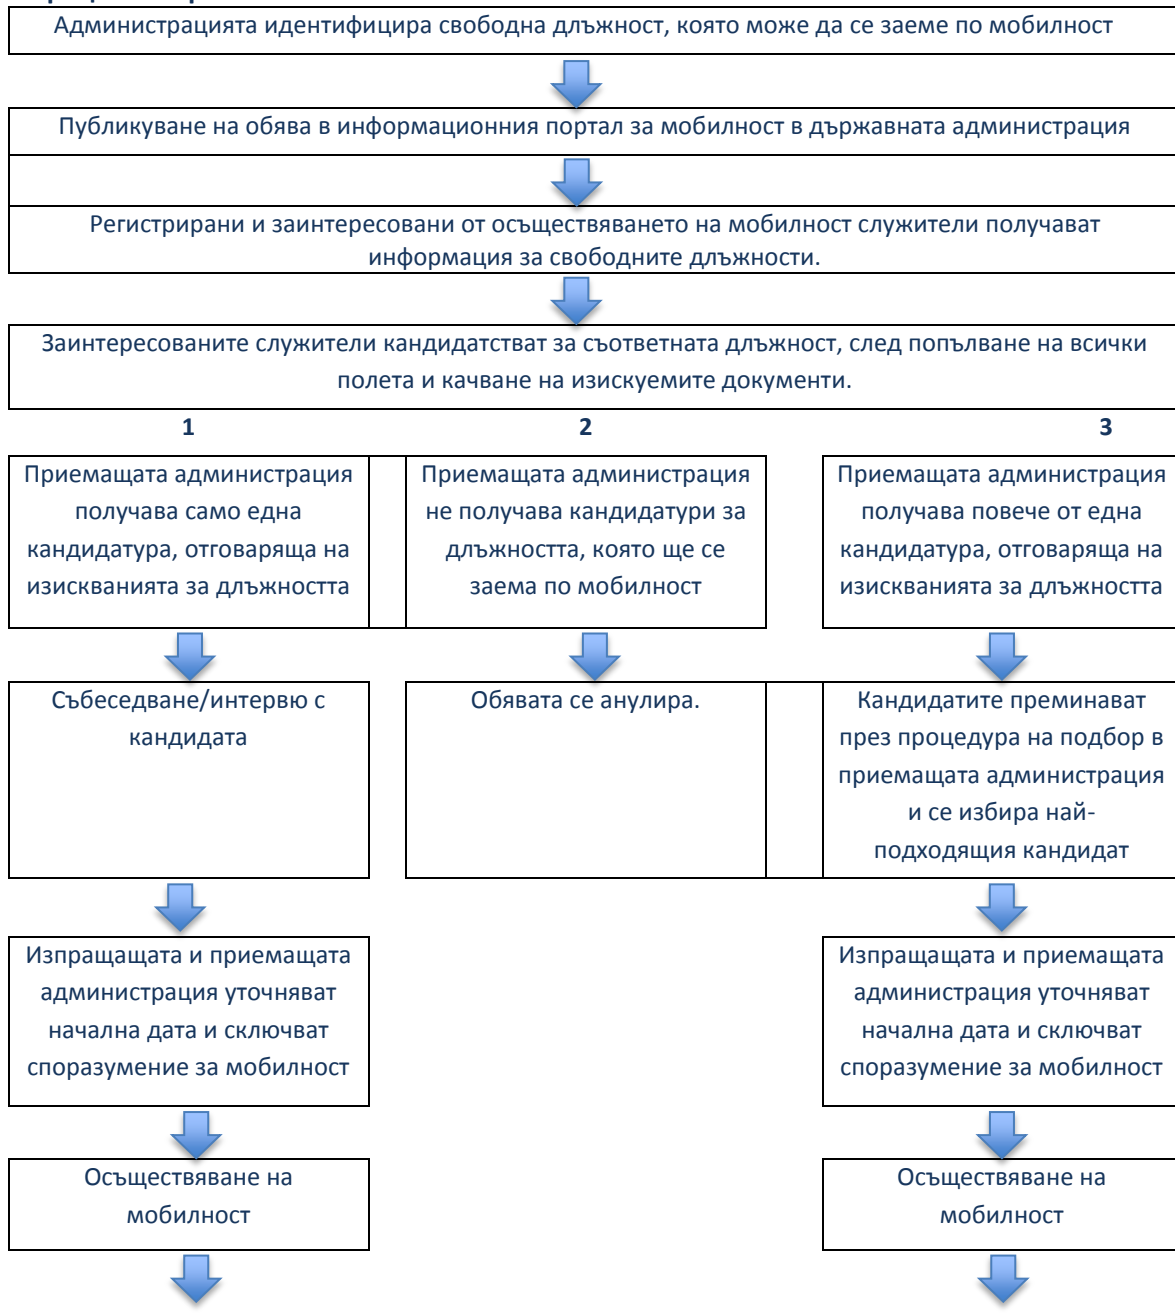 Администрацията идентифицира свободна длъжност, която може да се заеме по мобилност
Публикуване на обява в информационния портал за мобилност в държавната администрация
Регистрирани и заинтересовани от осъществяването на мобилност служители получават
информация за свободните длъжности.
Заинтересованите служители кандидатстват за съответната длъжност, след попълване на всички
полета и качване на изискуемите документи.
1
2
3
Приемащата администрация
получава само една
кандидатура, отговаряща на
изискванията за длъжността
Приемащата администрация
не получава кандидатури за
длъжността, която ще се
заема по мобилност
Приемащата администрация
получава повече от една
кандидатура, отговаряща на
изискванията за длъжността
Събеседване/интервю с
кандидата
Обявата се анулира.
Кандидатите преминават
през процедура на подбор в
приемащата администрация
и се избира най-
подходящия кандидат
Изпращащата и приемащата
администрация уточняват
начална дата и сключват
споразумение за мобилност
Изпращащата и приемащата
администрация уточняват
начална дата и сключват
споразумение за мобилност
Осъществяване на
мобилност
Осъществяване на
мобилност